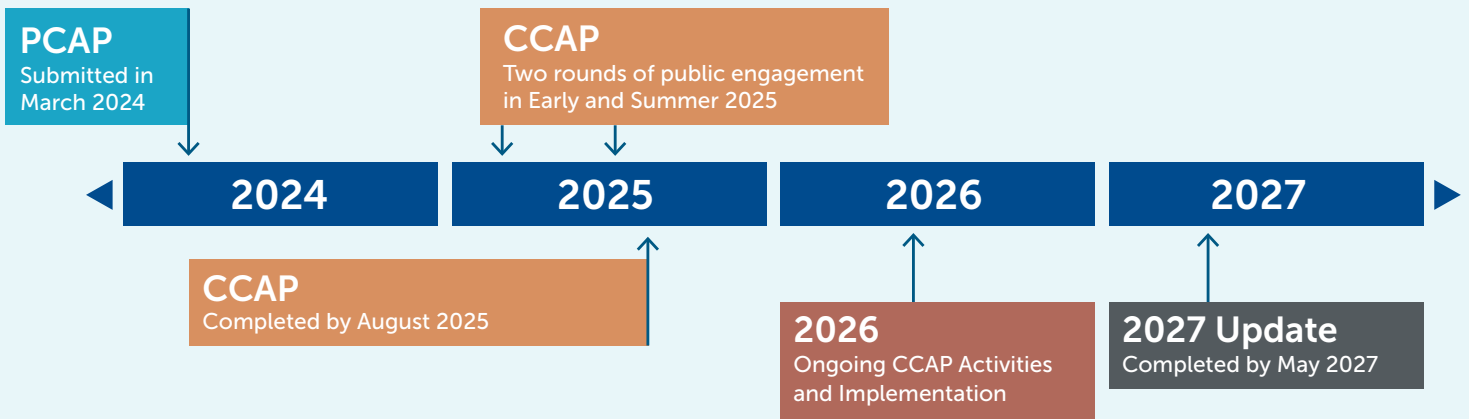 PCAP
Submitted in
March 2024
CCAP
Two rounds of public engagement
in Early and Summer 2025
2024
2025
2026
2027
CCAP
Completed by August 2025
2026
Ongoing CCAP Activities
and Implementation
2027 Update
Completed by May 2027